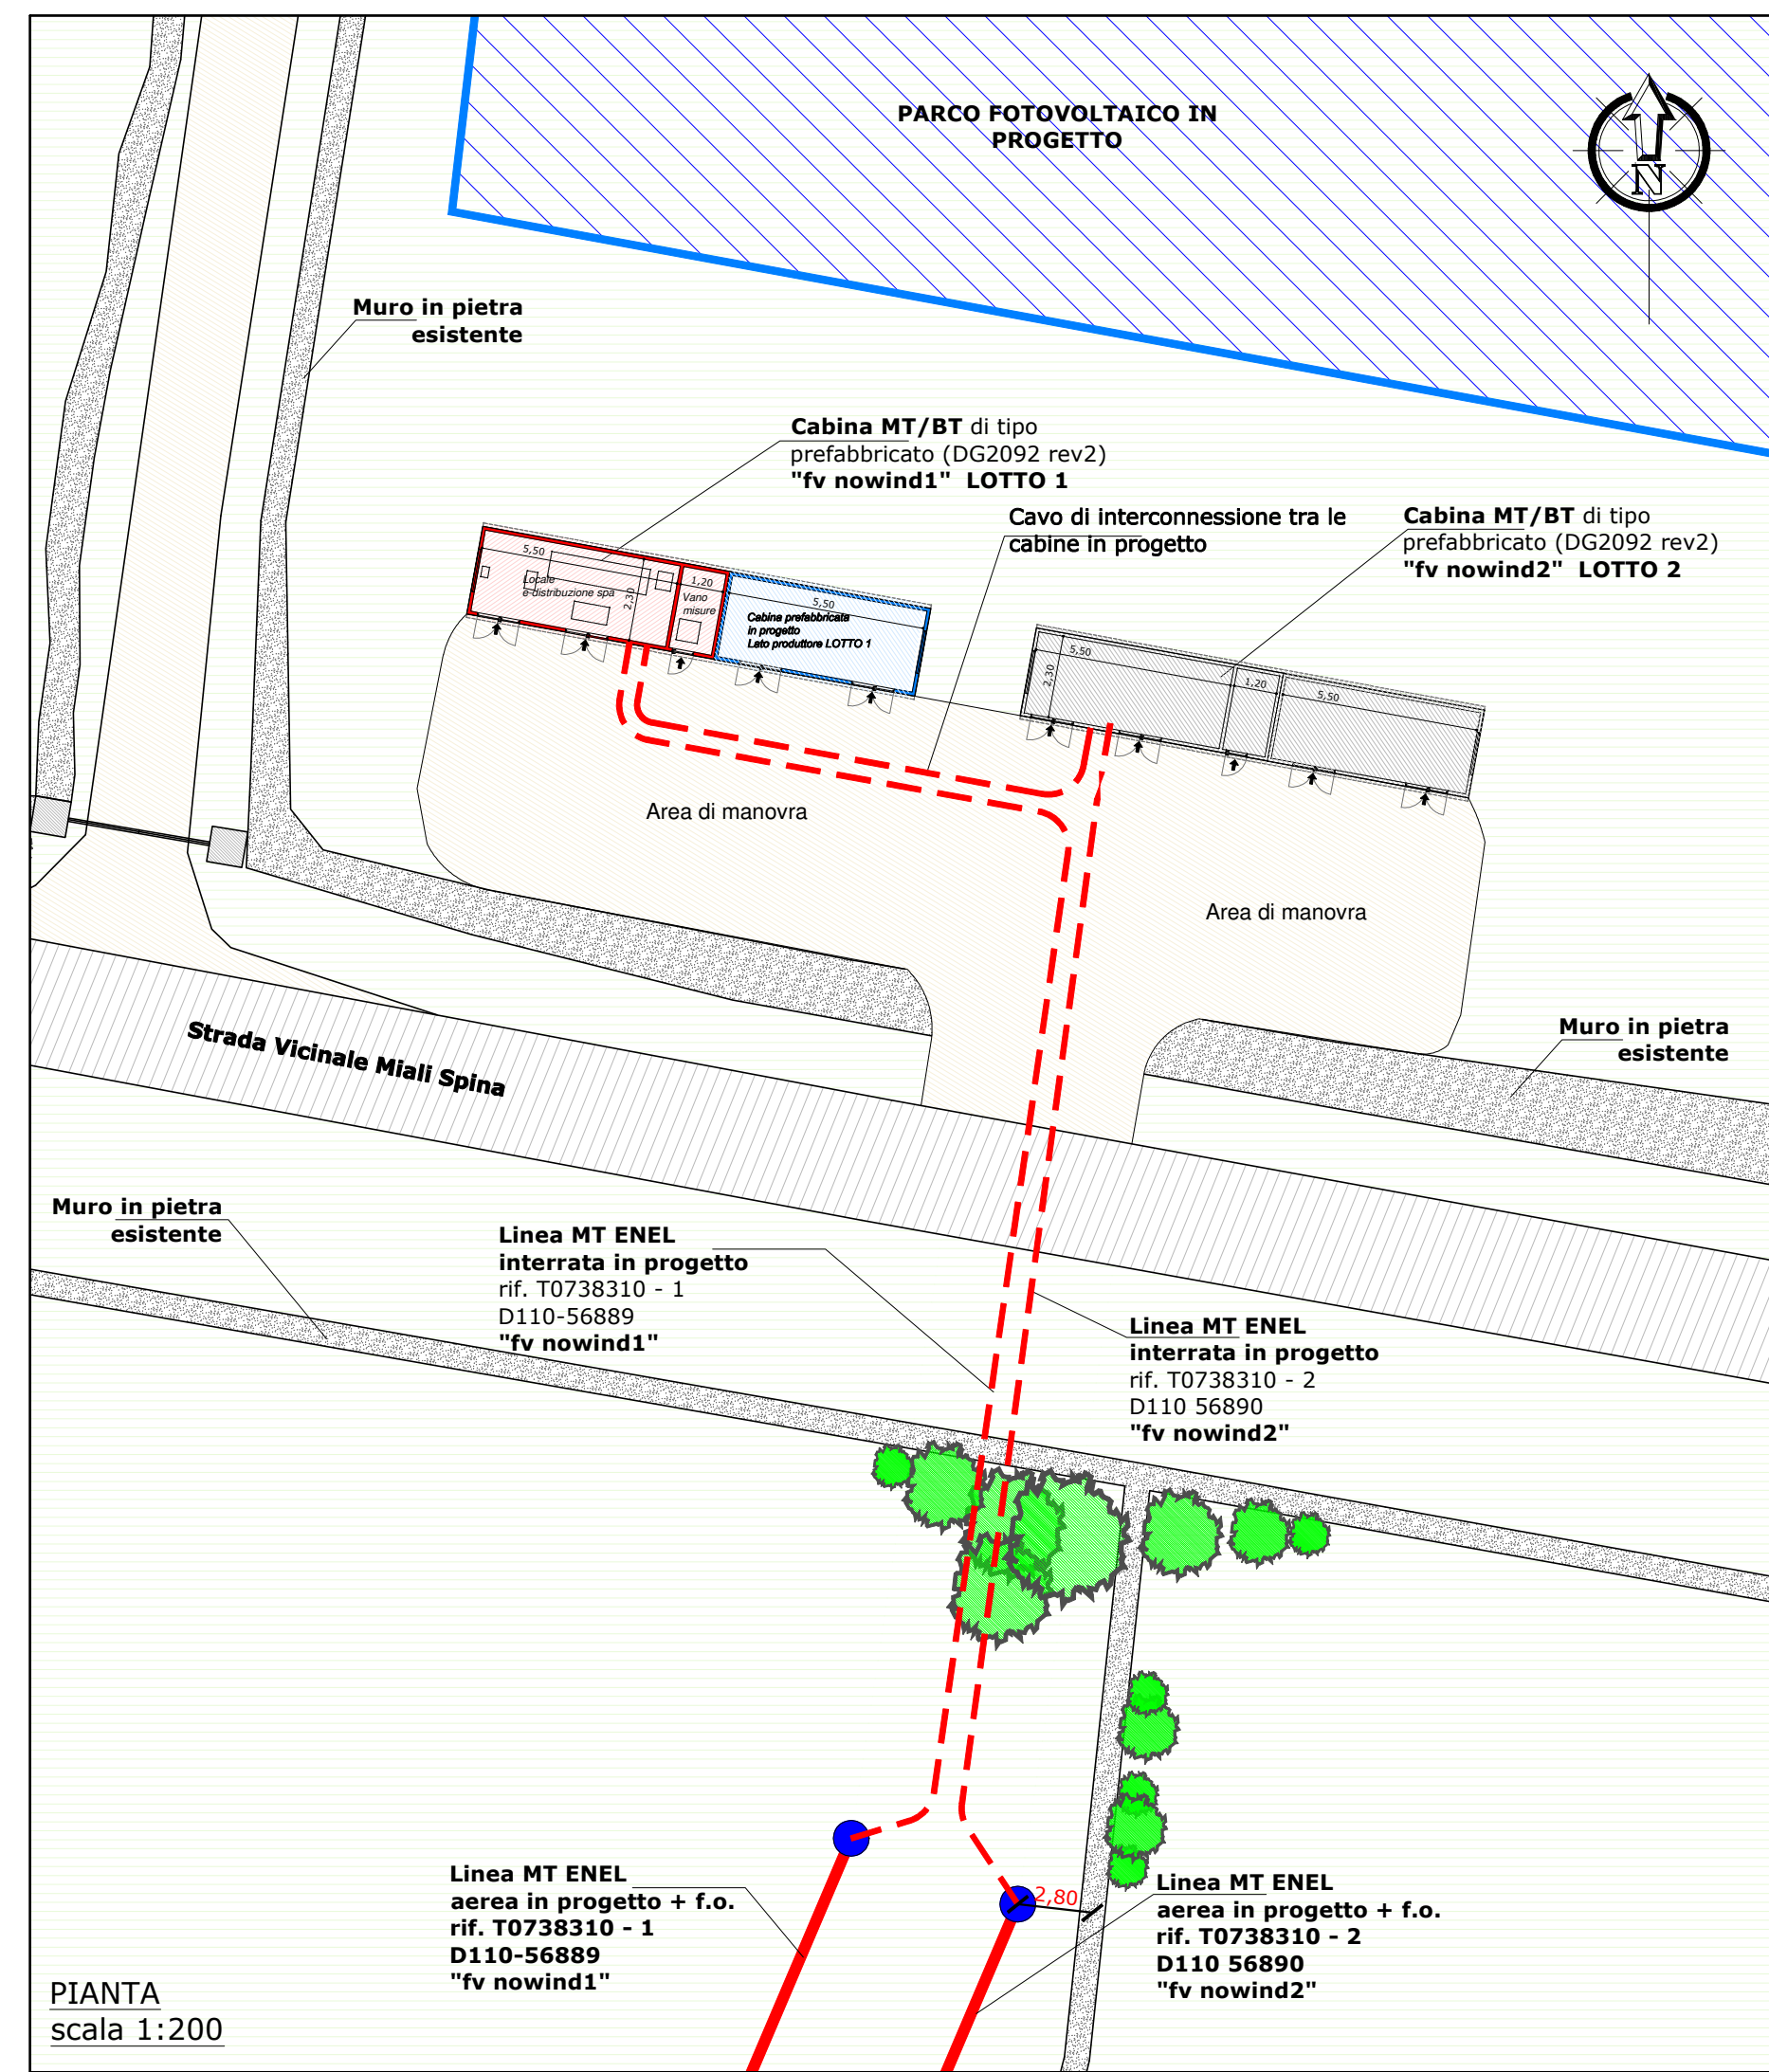 PARCO FOTOVOLTAICO IN
PROGETTO
N
Muro in pietra
esistente
Cabina MT/BT di tipo
prefabbricato (DG2092 rev2)
"fv nowind1" LOTTO 1
Cavo di interconnessione tra le
cabine in progetto
Cabina MT/BT di tipo
prefabbricato (DG2092 rev2)
"fv nowind2" LOTTO 2
5,50
Locale
e-distribuzione spa
2,30
1,20
Vano
misure
5,50
Cabina prefabbricata
in progetto
Lato produttore LOTTO 1
5,50
2,30
1,20
5,50
Area di manovra
Area di manovra
Strada Vicinale Miali Spina
Muro in pietra
esistente
Muro in pietra
esistente
Linea MT ENEL
interrata in progetto
rif. T0738310 - 1
D110-56889
"fv nowind1"
Linea MT ENEL
interrata in progetto
rif. T0738310 - 2
D110 56890
"fv nowind2"
Linea MT ENEL
aerea in progetto + f.o.
rif. T0738310 - 1
D110-56889
"fv nowind1"
2,80
Linea MT ENEL
aerea in progetto + f.o.
rif. T0738310 - 2
D110 56890
"fv nowind2"
PIANTA
scala 1:200